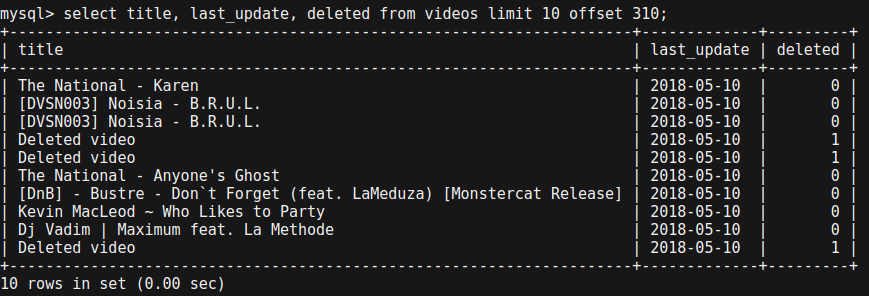 mysql> select title, last_update, deleted from videos limit 10 offset 310;
+---------------------------------------------------------------------+-------------+---------+
| title                                                               | last_update | deleted |
+---------------------------------------------------------------------+-------------+---------+
| The National - Karen                                                | 2018-05-10  |       0 |
| [DVSN003] Noisia - B.R.U.L.                                         | 2018-05-10  |       0 |
| [DVSN003] Noisia - B.R.U.L.                                         | 2018-05-10  |       0 |
| Deleted video                                                       | 2018-05-10  |       1 |
| Deleted video                                                       | 2018-05-10  |       1 |
| The National - Anyone's Ghost                                       | 2018-05-10  |       0 |
| [DnB] - Bustre - Don`t Forget (feat. LaMeduza) [Monstercat Release] | 2018-05-10  |       0 |
| Kevin MacLeod ~ Who Likes to Party                                  | 2018-05-10  |       0 |
| Dj Vadim | Maximum feat. La Methode                                 | 2018-05-10  |       0 |
| Deleted video                                                       | 2018-05-10  |       1 |
+---------------------------------------------------------------------+-------------+---------+
10 rows in set (0.00 sec)